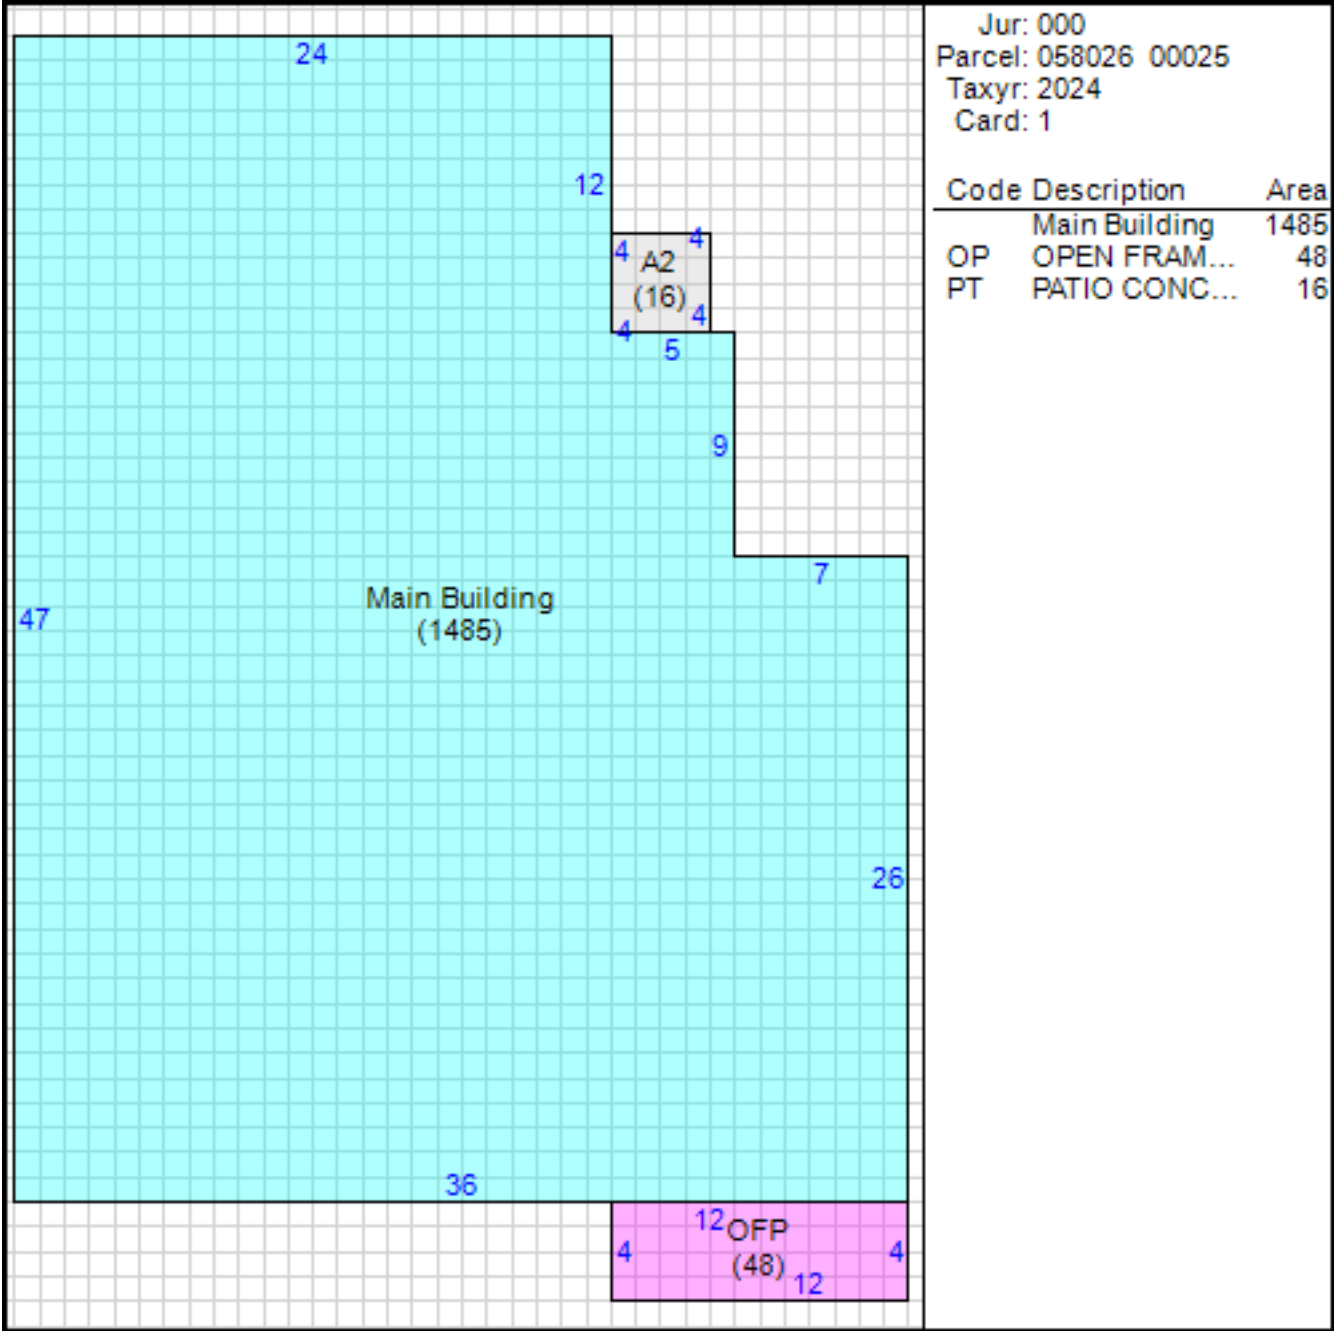 Jur: 000
Parcel: 058026 00025
Taxyr: 2024
Card: 1
Code Description Area
Main Building 1485
OP OPEN FRAM... 48
PT PATIO CONC... 16
24
12
4 4
A2
(16)
4 4
5
9
7
Main Building
(1485)
47
26
36
12 OFP
4 4
(48)
12